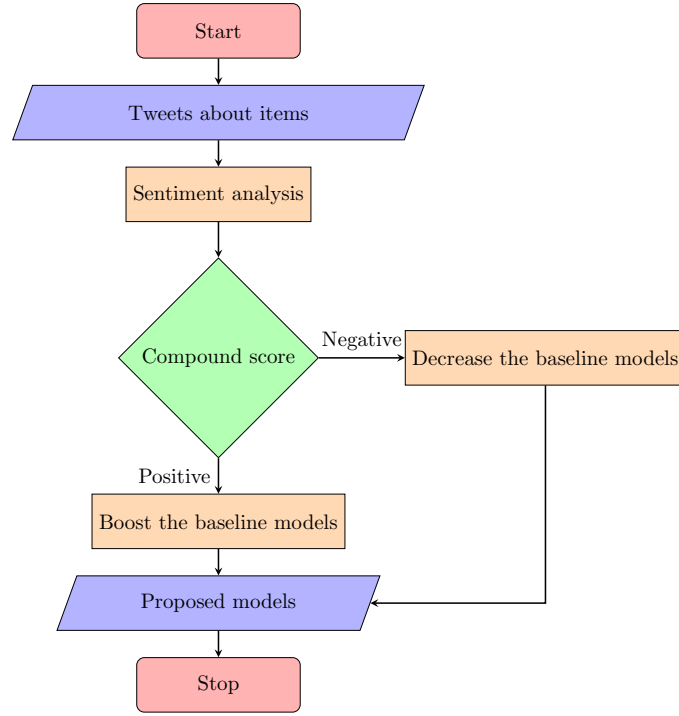 Start
Tweets about items
Sentiment analysis
Compound score
Negative
Decrease the baseline models
Positive
Boost the baseline models
Proposed models
Stop